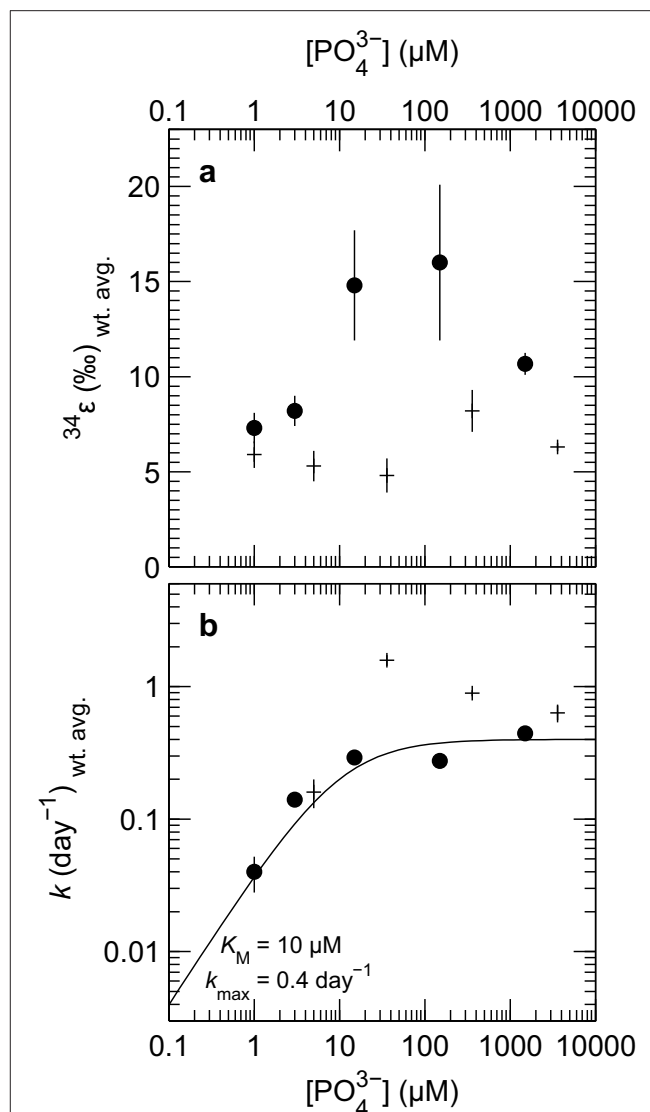 [PO₄³⁻] (μM)
0.1 1 10 100 1000 10000
a
20
15
10
5
0
³⁴ε (‰) wt. avg.
b
1
0.1
0.01
k (day⁻¹) wt. avg.
K_M = 10 μM
k_max = 0.4 day⁻¹
0.1 1 10 100 1000 10000
[PO₄³⁻] (μM)